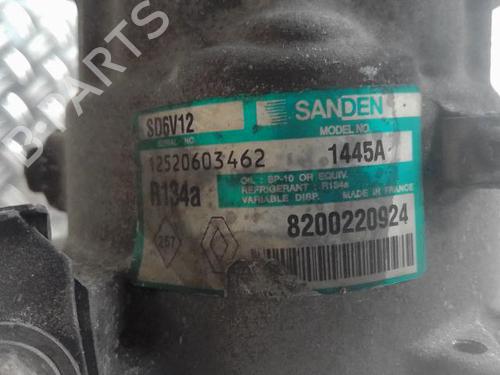 SD6V12
SANDEN
SERIAL NO.
MODEL NO.
12520603462
1445A
R134a
OIL : SP-10 OR EQUIV.
REFRIGERANT : R134a
VARIABLE DISP. MADE IN FRANCE
267
8200220924